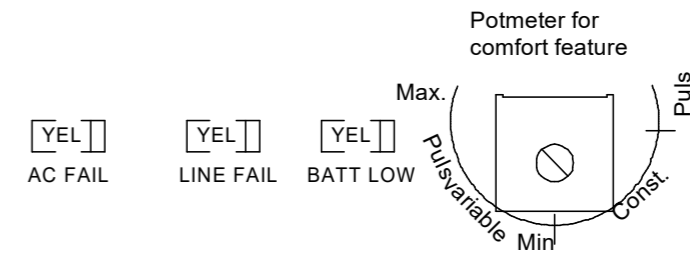 Potmeter for
comfort feature
Max.
Puls
YEL
YEL
YEL
AC FAIL
LINE FAIL
BATT LOW
Pulsvariable
Const.
Min